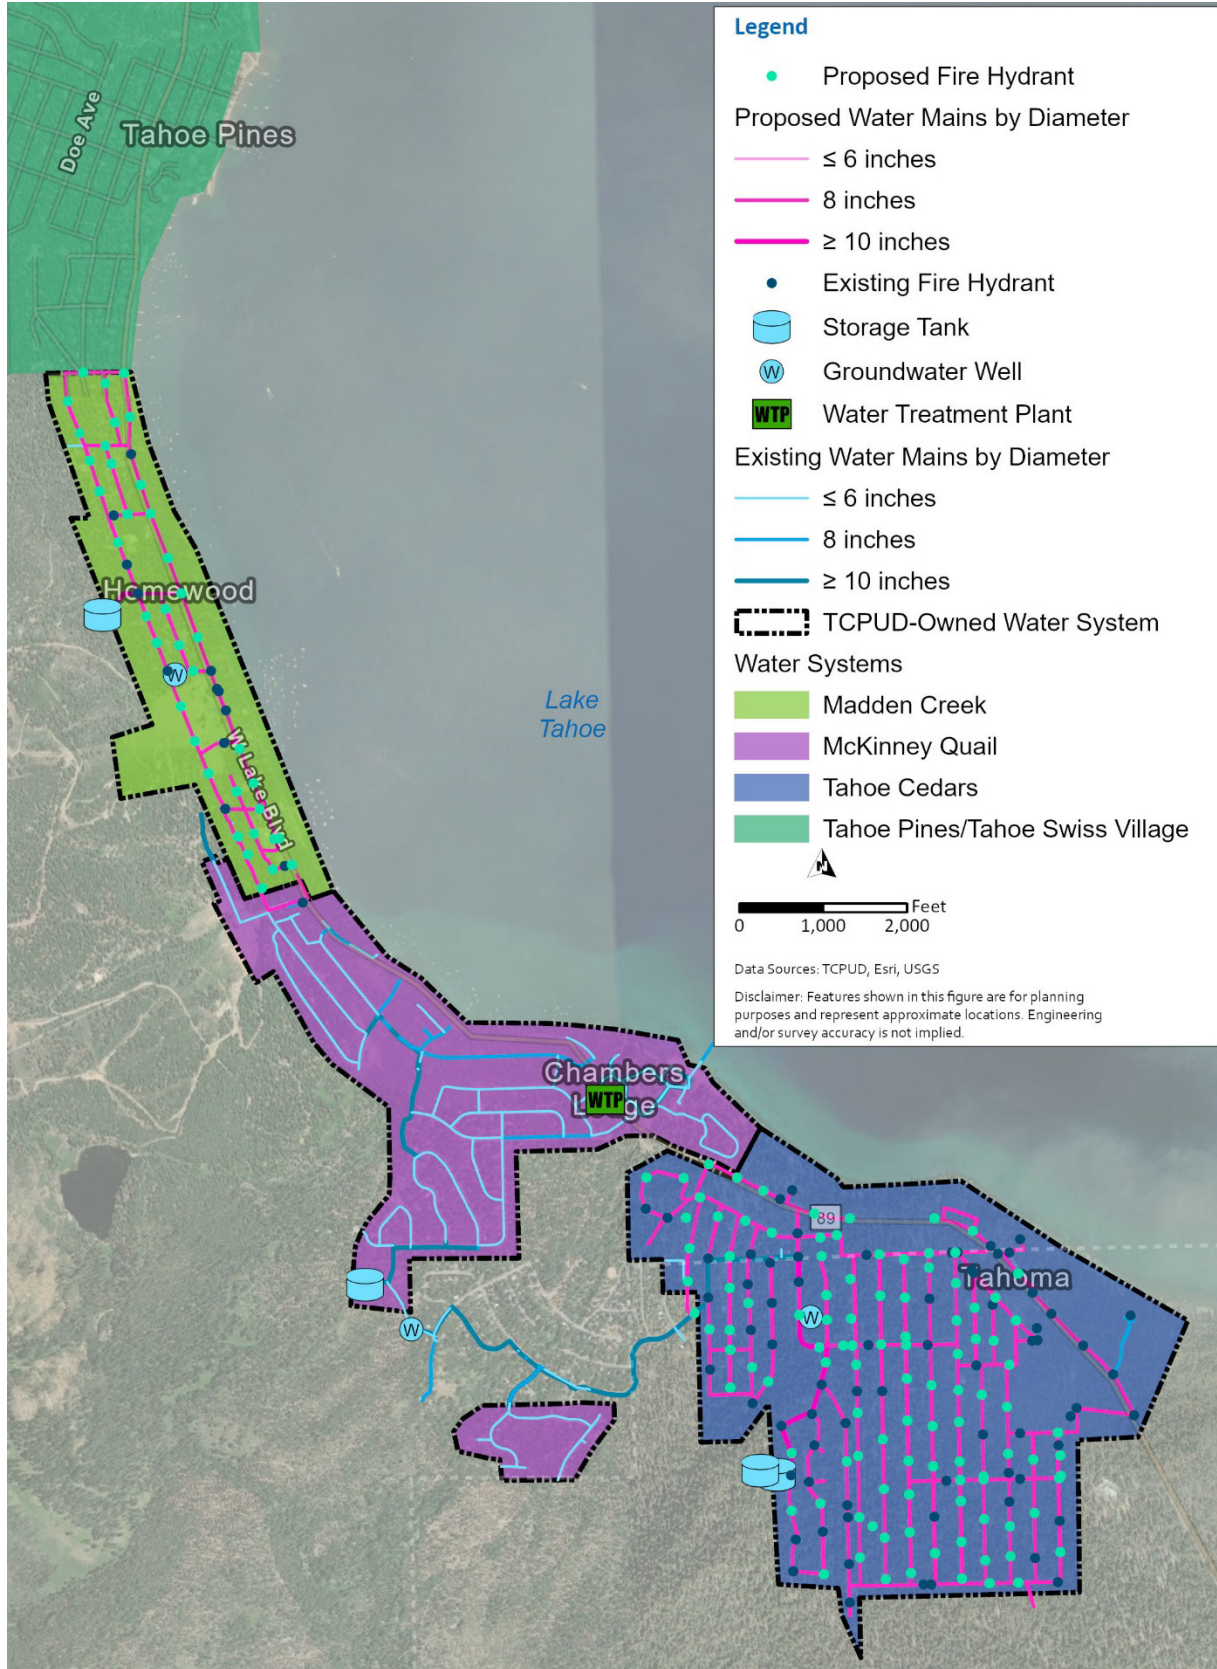 Legend
Proposed Fire Hydrant
Proposed Water Mains by Diameter
≤ 6 inches
8 inches
≥ 10 inches
Existing Fire Hydrant
Storage Tank
W
Groundwater Well
WTP
Water Treatment Plant
Existing Water Mains by Diameter
≤ 6 inches
8 inches
≥ 10 inches
TCPUD-Owned Water System
Water Systems
Madden Creek
McKinney Quail
Tahoe Cedars
Tahoe Pines/Tahoe Swiss Village
N
Feet
0 1,000 2,000
Data Sources: TCPUD, Esri, USGS
Disclaimer: Features shown in this figure are for planning
purposes and represent approximate locations. Engineering
and/or survey accuracy is not implied.
Doe Ave
Tahoe Pines
Homewood
W
Lake
Tahoe
W Lake Blvd
Chambers
Lodge
WTP
89
Tahoma
W
W